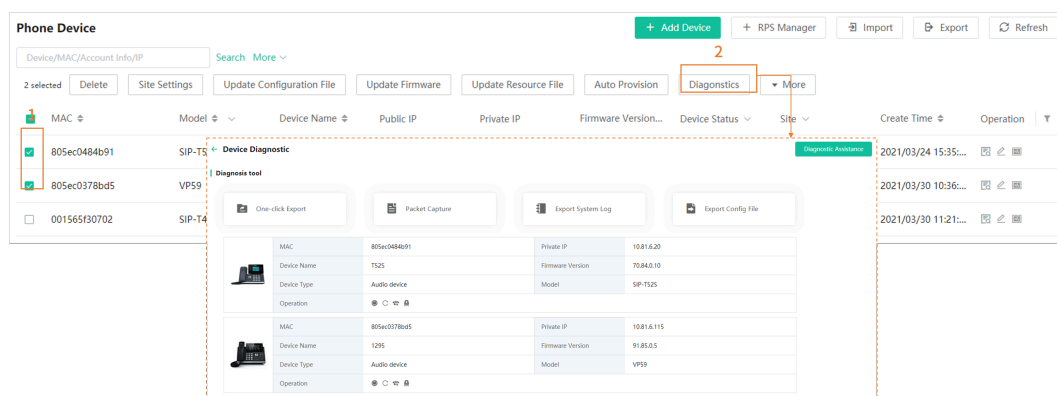 Phone Device
+ Add Device
+ RPS Manager
Import
Export
Refresh
Device/MAC/Account Info/IP
Search More
2
2 selected
Delete
Site Settings
Update Configuration File
Update Firmware
Update Resource File
Auto Provision
Diagonstics
More
1
MAC
Model
Device Name
Public IP
Private IP
Firmware Version...
Device Status
Site
Create Time
Operation
805ec0484b91
SIP-T5
2021/03/24 15:35:...
805ec0378bd5
VP59
2021/03/30 10:36:...
001565f30702
SIP-T4
2021/03/30 11:21:...
Device Diagnostic
Diagnostic Assistance
Diagnosis tool
One-click Export
Packet Capture
Export System Log
Export Config File
MAC 805ec0484b91 Private IP 10.81.6.20
Device Name T52S Firmware Version 70.84.0.10
Device Type Audio device Model SIP-T52S
Operation
MAC 805ec0378bd5 Private IP 10.81.6.115
Device Name 1295 Firmware Version 91.85.0.5
Device Type Audio device Model VP59
Operation